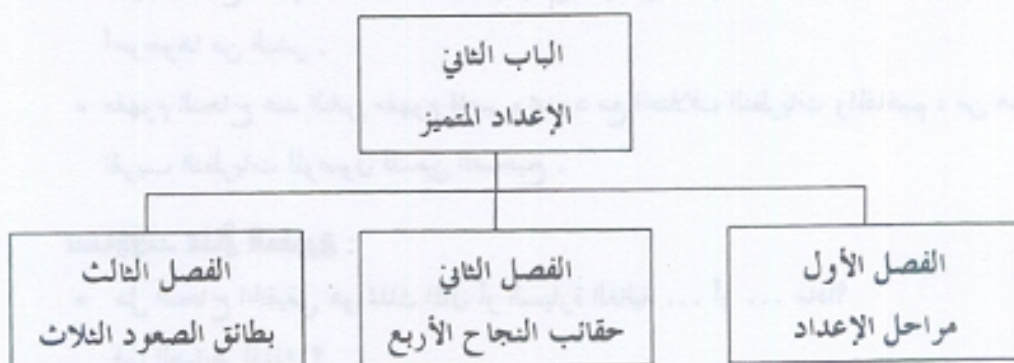 الباب الثاني
الإعداد المتميز
الفصل الأول
مراحل الإعداد
الفصل الثاني
حقائب النجاح الأربع
الفصل الثالث
بطائق الصعود الثلاث